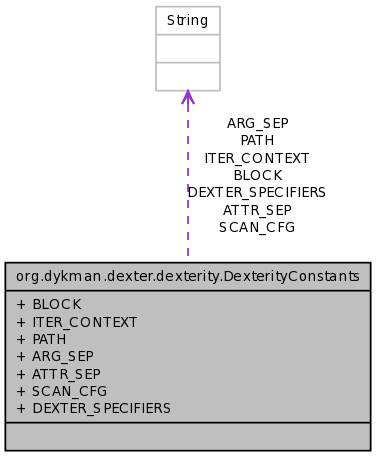 String
ARG_SEP
PATH
ITER_CONTEXT
BLOCK
DEXTER_SPECIFIERS
ATTR_SEP
SCAN_CFG
org.dykman.dexter.dexterity.DexterityConstants
+ BLOCK
+ ITER_CONTEXT
+ PATH
+ ARG_SEP
+ ATTR_SEP
+ SCAN_CFG
+ DEXTER_SPECIFIERS